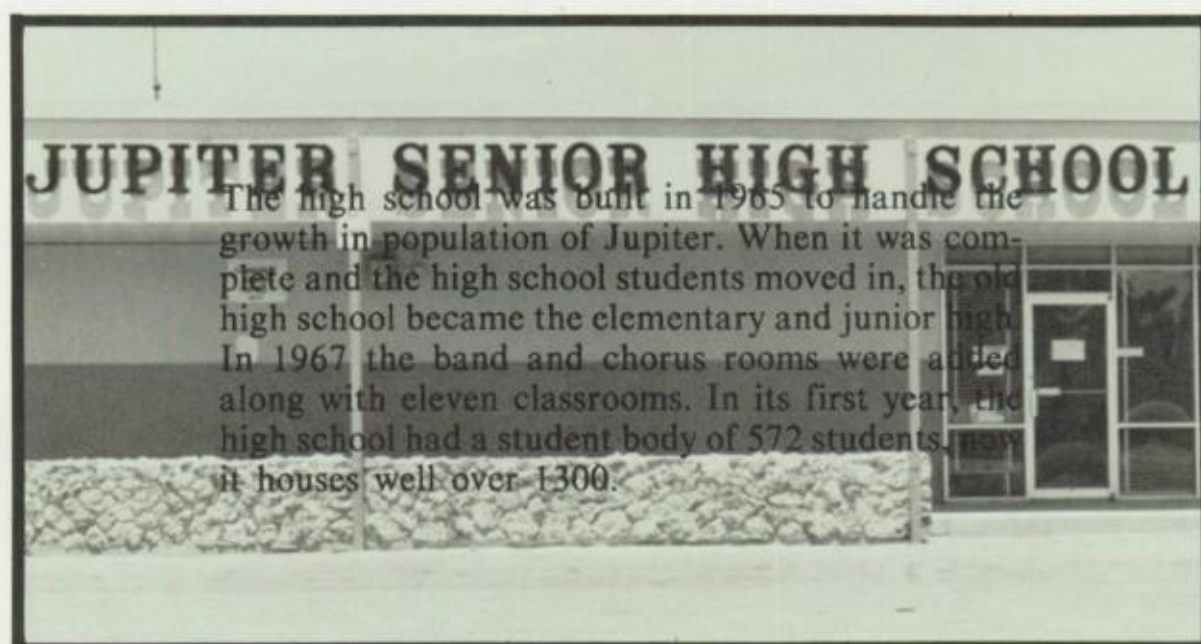 JUPITER SENIOR HIGH SCHOOL
The high school was built in 1965 to handle the
growth in population of Jupiter. When it was com-
plete and the high school students moved in, the old
high school became the elementary and junior high.
In 1967 the band and chorus rooms were added
along with eleven classrooms. In its first year, the
high school had a student body of 572 students, now
it houses well over 1300.